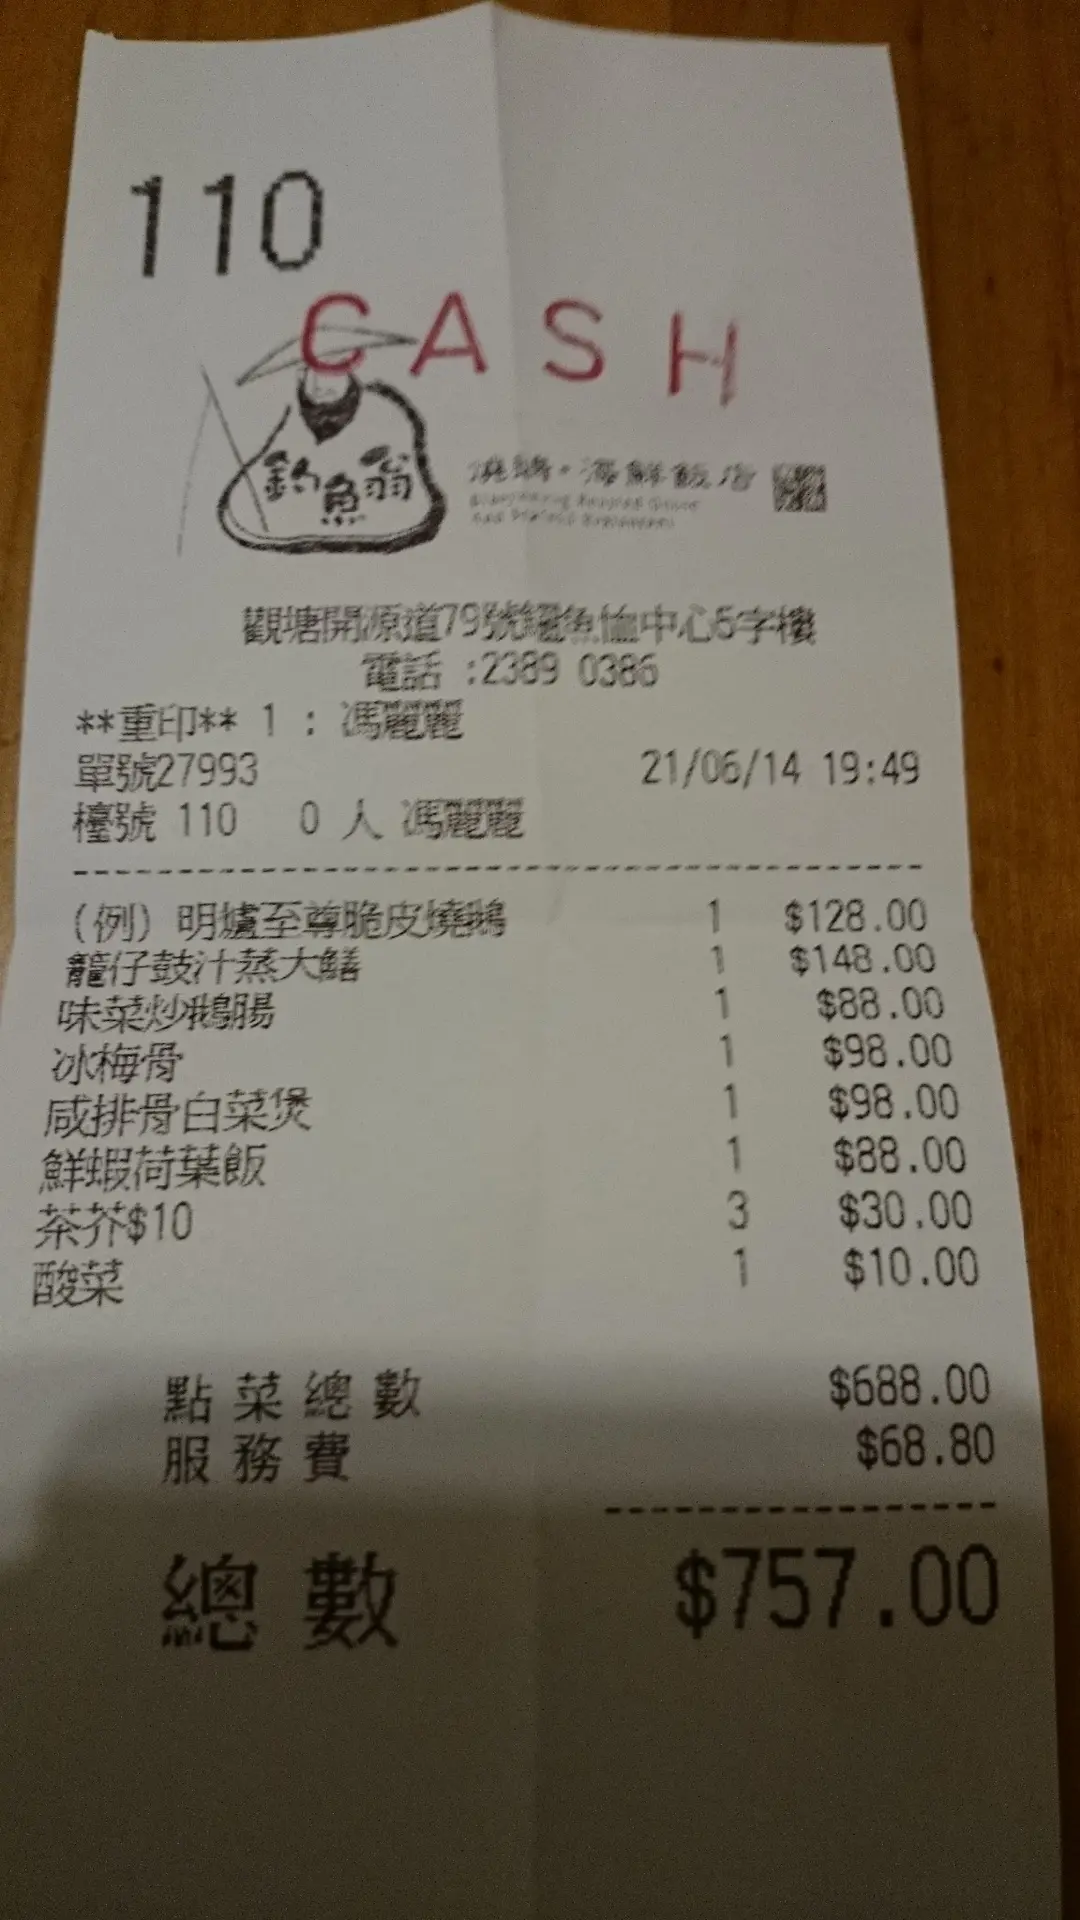 110
CASH
釣魚翁
燒鵝·海鮮飯店
觀塘開源道79號鱷魚恤中心5字樓
電話 :2389 0386
**重印** 1 : 馮麗麗
單號27993 21/06/14 19:49
檯號 110 0 人 馮麗麗
(例) 明爐至尊脆皮燒鵝 1 $128.00
籠仔鼓汁蒸大鱔 1 $148.00
味菜炒鵝腸 1 $88.00
冰梅骨 1 $98.00
咸排骨白菜煲 1 $98.00
鮮蝦荷葉飯 1 $88.00
茶芥$10 3 $30.00
酸菜 1 $10.00
點菜總數 $688.00
服務費 $68.80
總數 $757.00